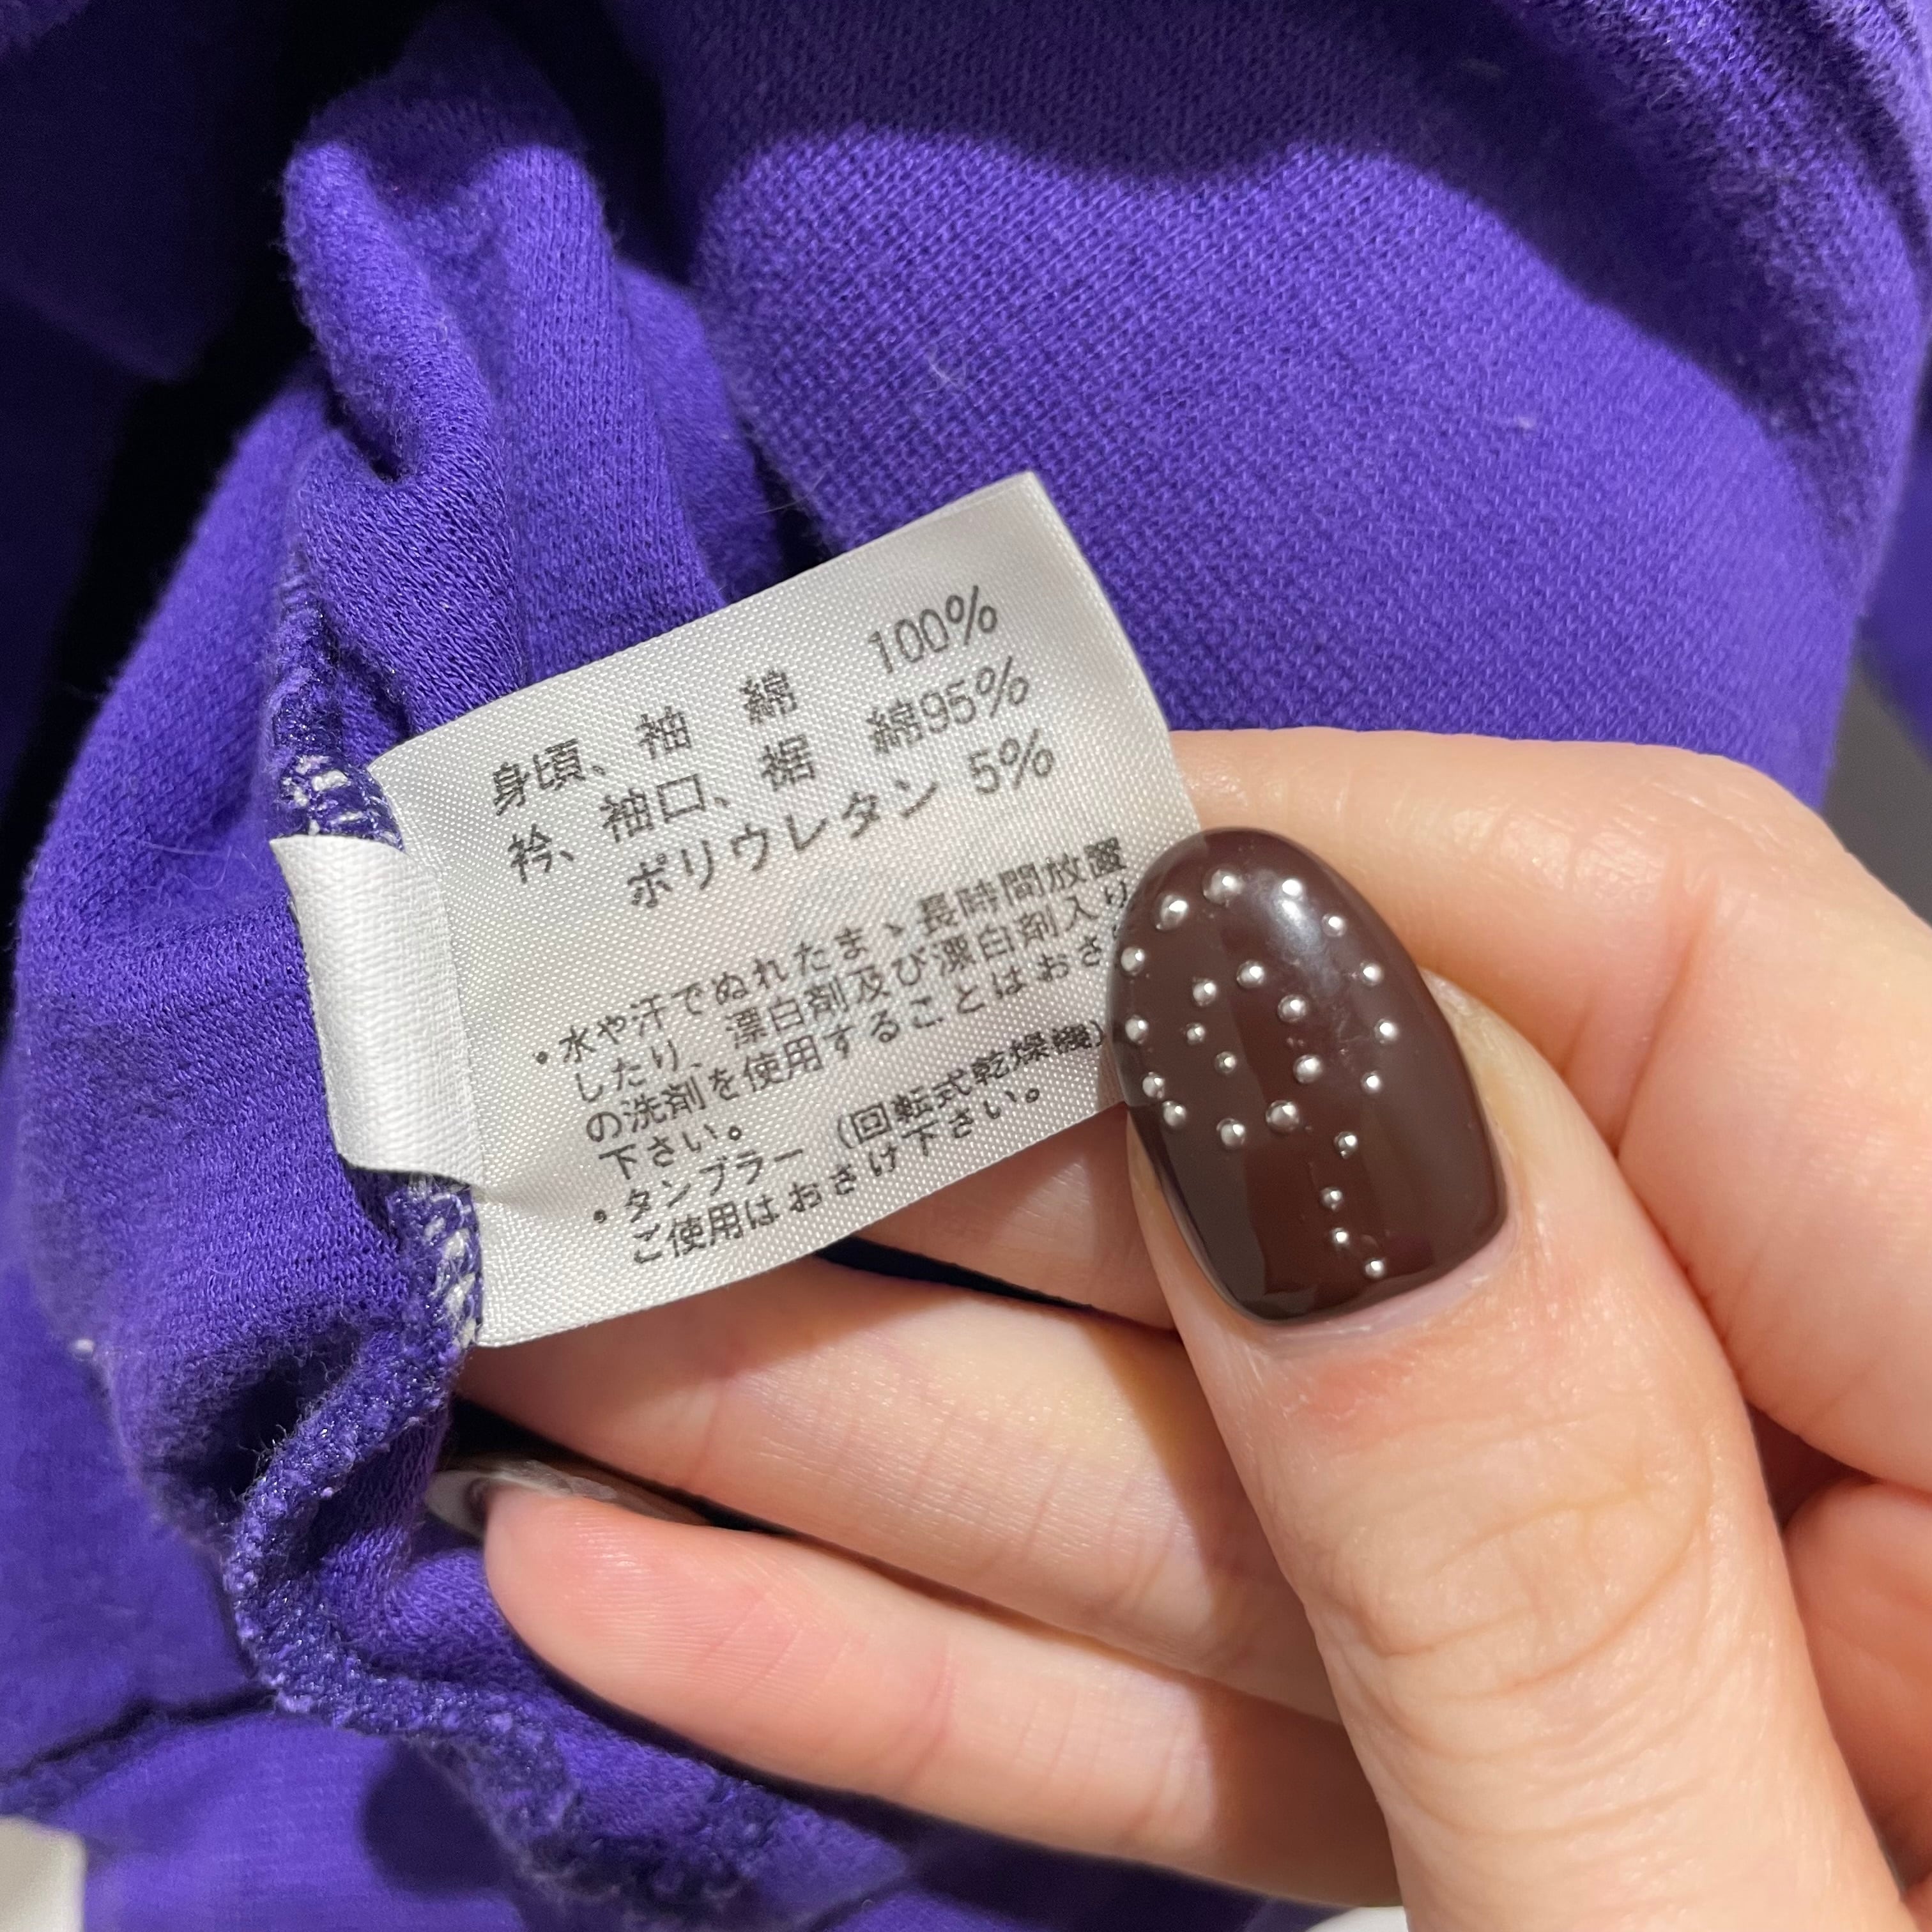 身頃、袖 綿 100%
衿、袖口、裾 綿95%
ポリウレタン 5%
・水や汗でぬれたまゝ長時間放置
したり、漂白剤及び漂白剤入り
の洗剤を使用することはおさ
下さい。
・タンブラー（回転式乾燥機）
ご使用はおさけ下さい。